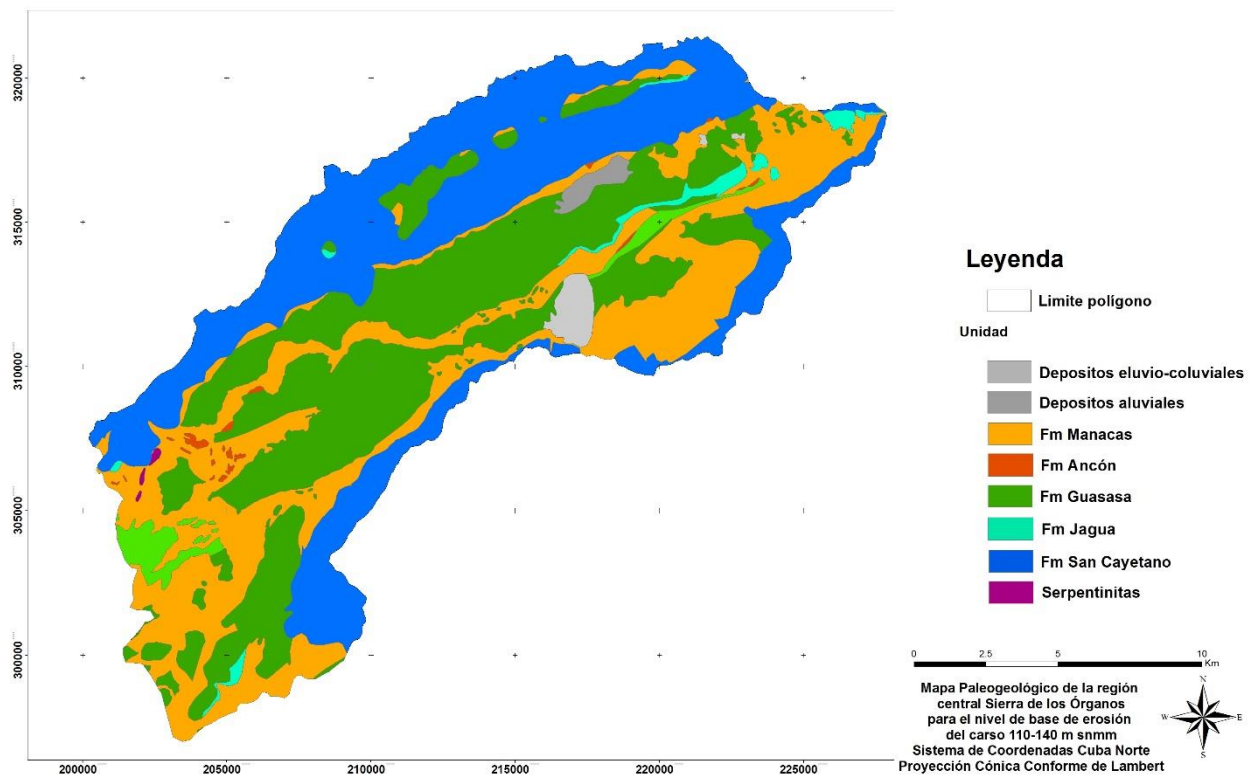 320000
315000
310000
305000
300000
200000
205000
210000
215000
220000
225000
Leyenda
Limite polígono
Unidad
Depositos eluvio-coluviales
Depositos aluviales
Fm Manacas
Fm Ancón
Fm Guasasa
Fm Jagua
Fm San Cayetano
Serpentinitas
0 2.5 5 10
Km
Mapa Paleogeológico de la región
central Sierra de los Órganos
para el nivel de base de erosión
del carso 110-140 m snmm
Sistema de Coordenadas Cuba Norte
Proyección Cónica Conforme de Lambert
N
W E
S